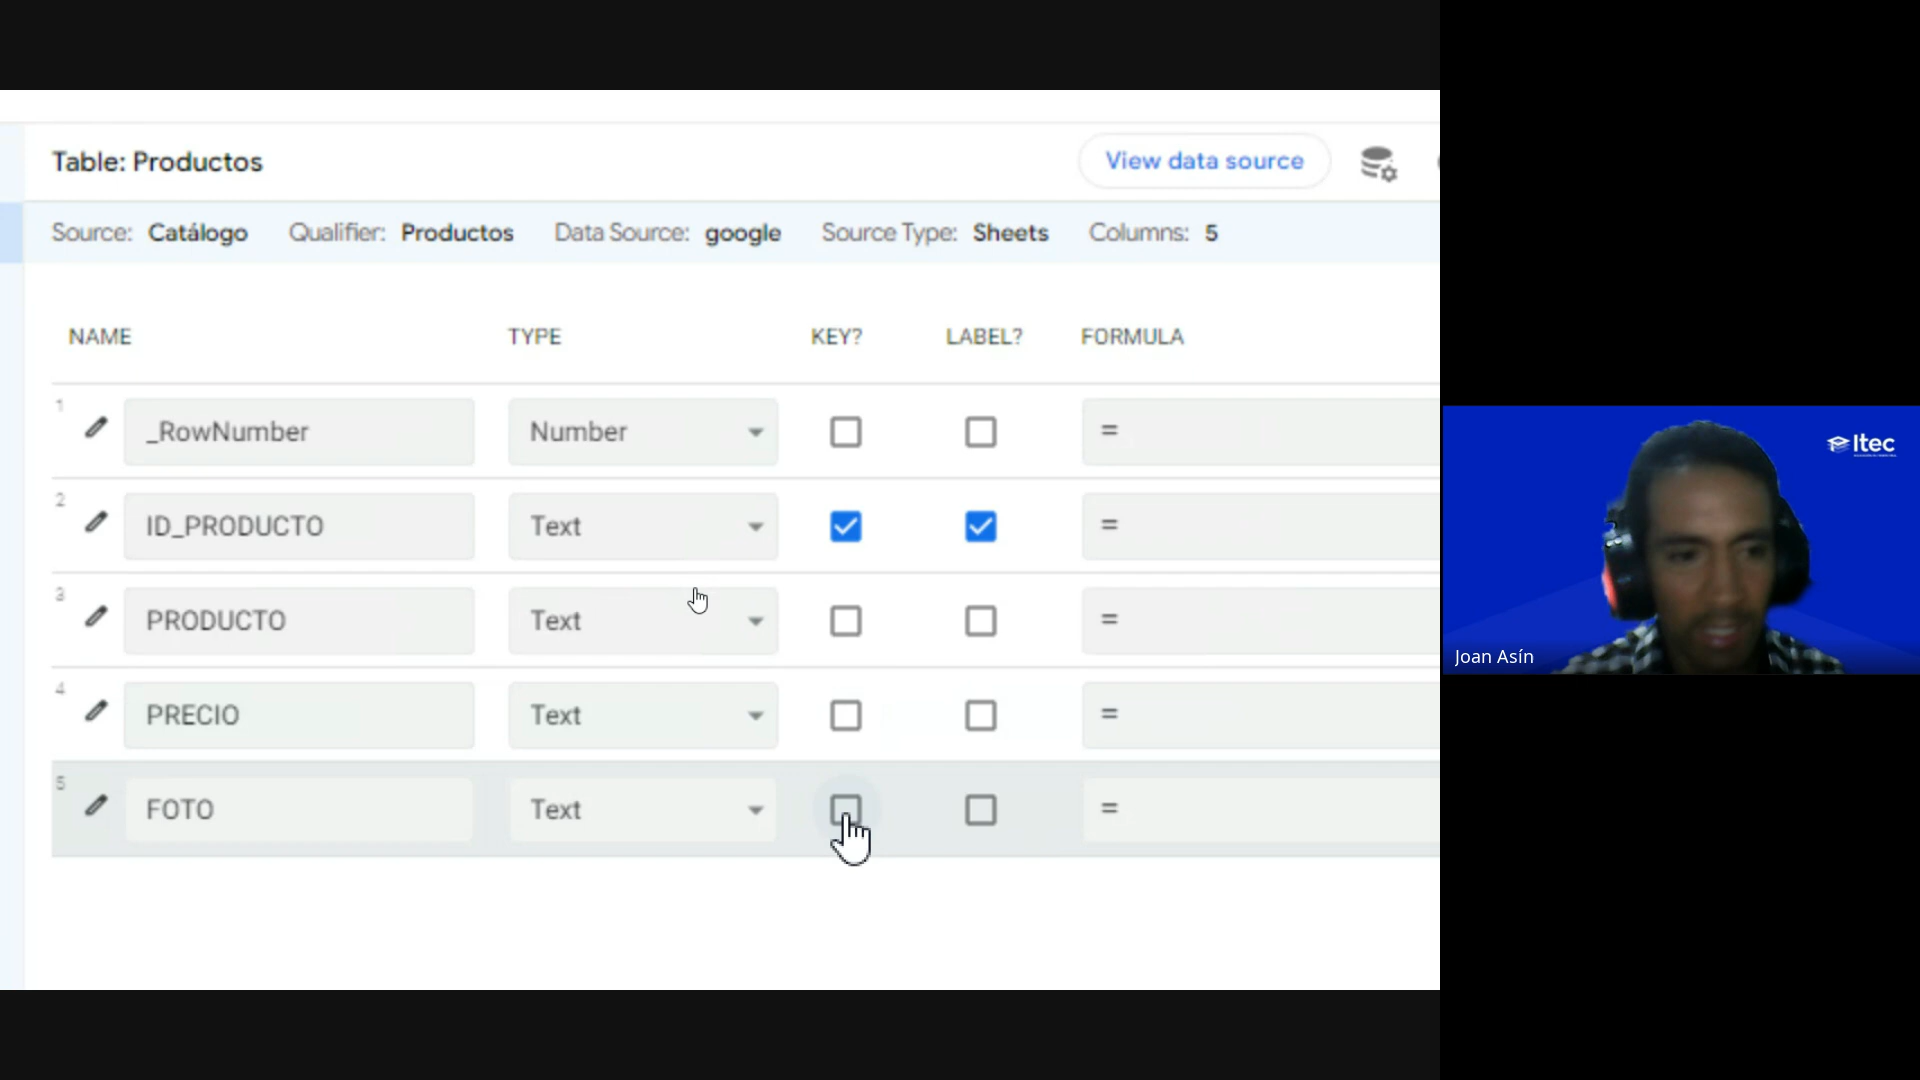 Table: Productos
View data source
Source: Catálogo Qualifier: Productos Data Source: google Source Type: Sheets Columns: 5
NAME TYPE KEY? LABEL? FORMULA
1 _RowNumber Number =
2 ID_PRODUCTO Text =
3 PRODUCTO Text =
4 PRECIO Text =
5 FOTO Text =
Itec
Joan Asín